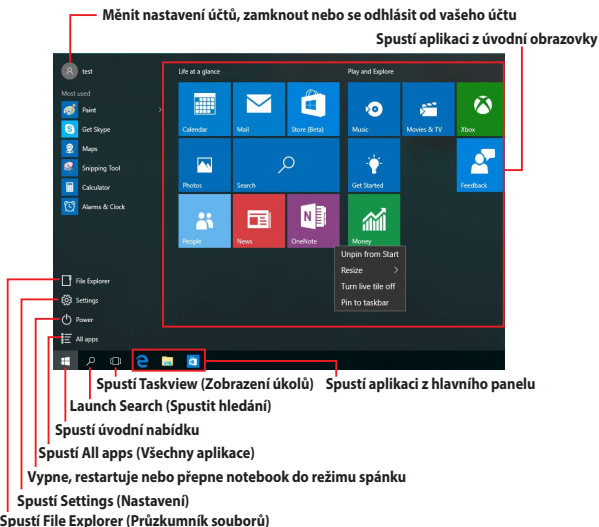 Měnit nastavení účtů, zamknout nebo se odhlásit od vašeho účtu
Spustí aplikaci z úvodní obrazovky
test
Life at a glance
Play and Explore
Most used
Paint
Get Skype
Maps
Snipping Tool
Calculator
Alarms & Clock
Calendar
Mail
Store (Beta)
Music
Movies & TV
Xbox
Photos
Search
Get Started
Feedback
People
News
OneNote
Money
Unpin from Start
Resize
Turn live tile off
Pin to taskbar
File Explorer
Settings
Power
All apps
Spustí Taskview (Zobrazení úkolů)
Spustí aplikaci z hlavního panelu
Launch Search (Spustit hledání)
Spustí úvodní nabídku
Spustí All apps (Všechny aplikace)
Vypne, restartuje nebo přepne notebook do režimu spánku
Spustí Settings (Nastavení)
Spustí File Explorer (Průzkumník souborů)